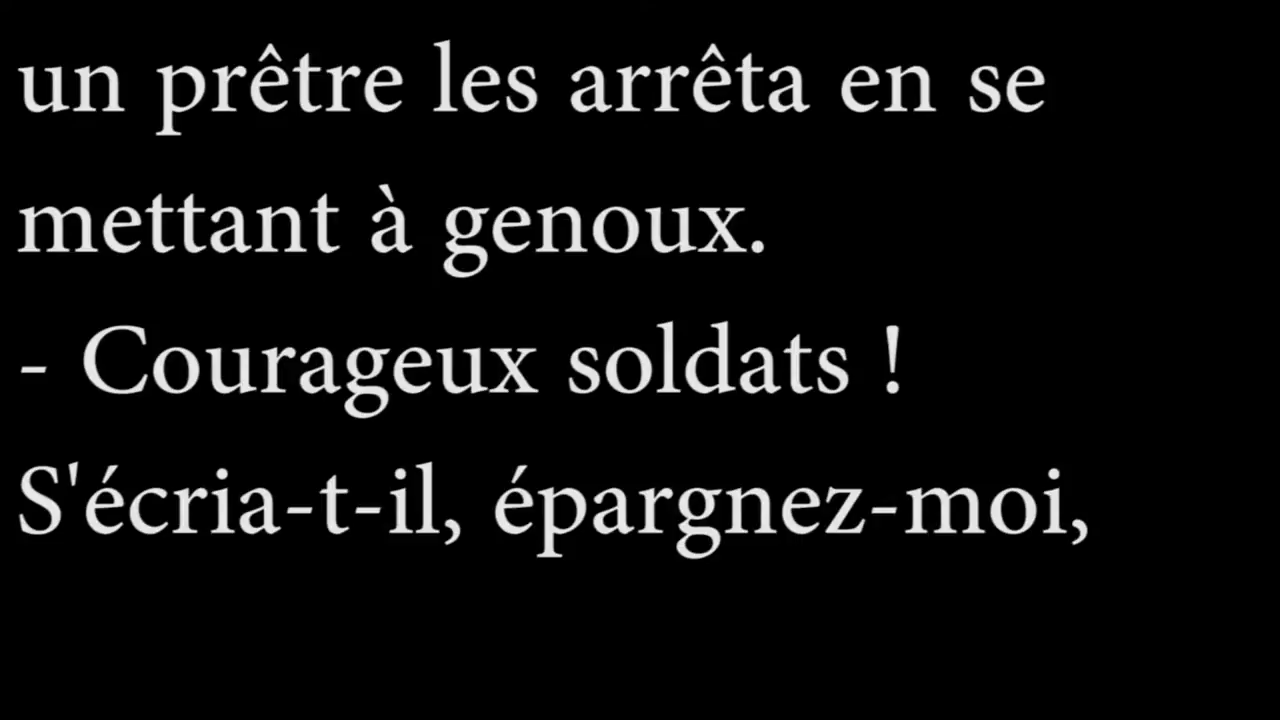 un prêtre les arrêta en se
mettant à genoux.
- Courageux soldats !
S'écria-t-il, épargnez-moi,